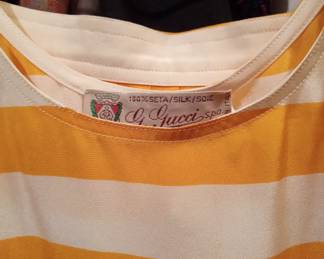 100% SETA/SILK/SOIE
G. Gucci S.p.a.